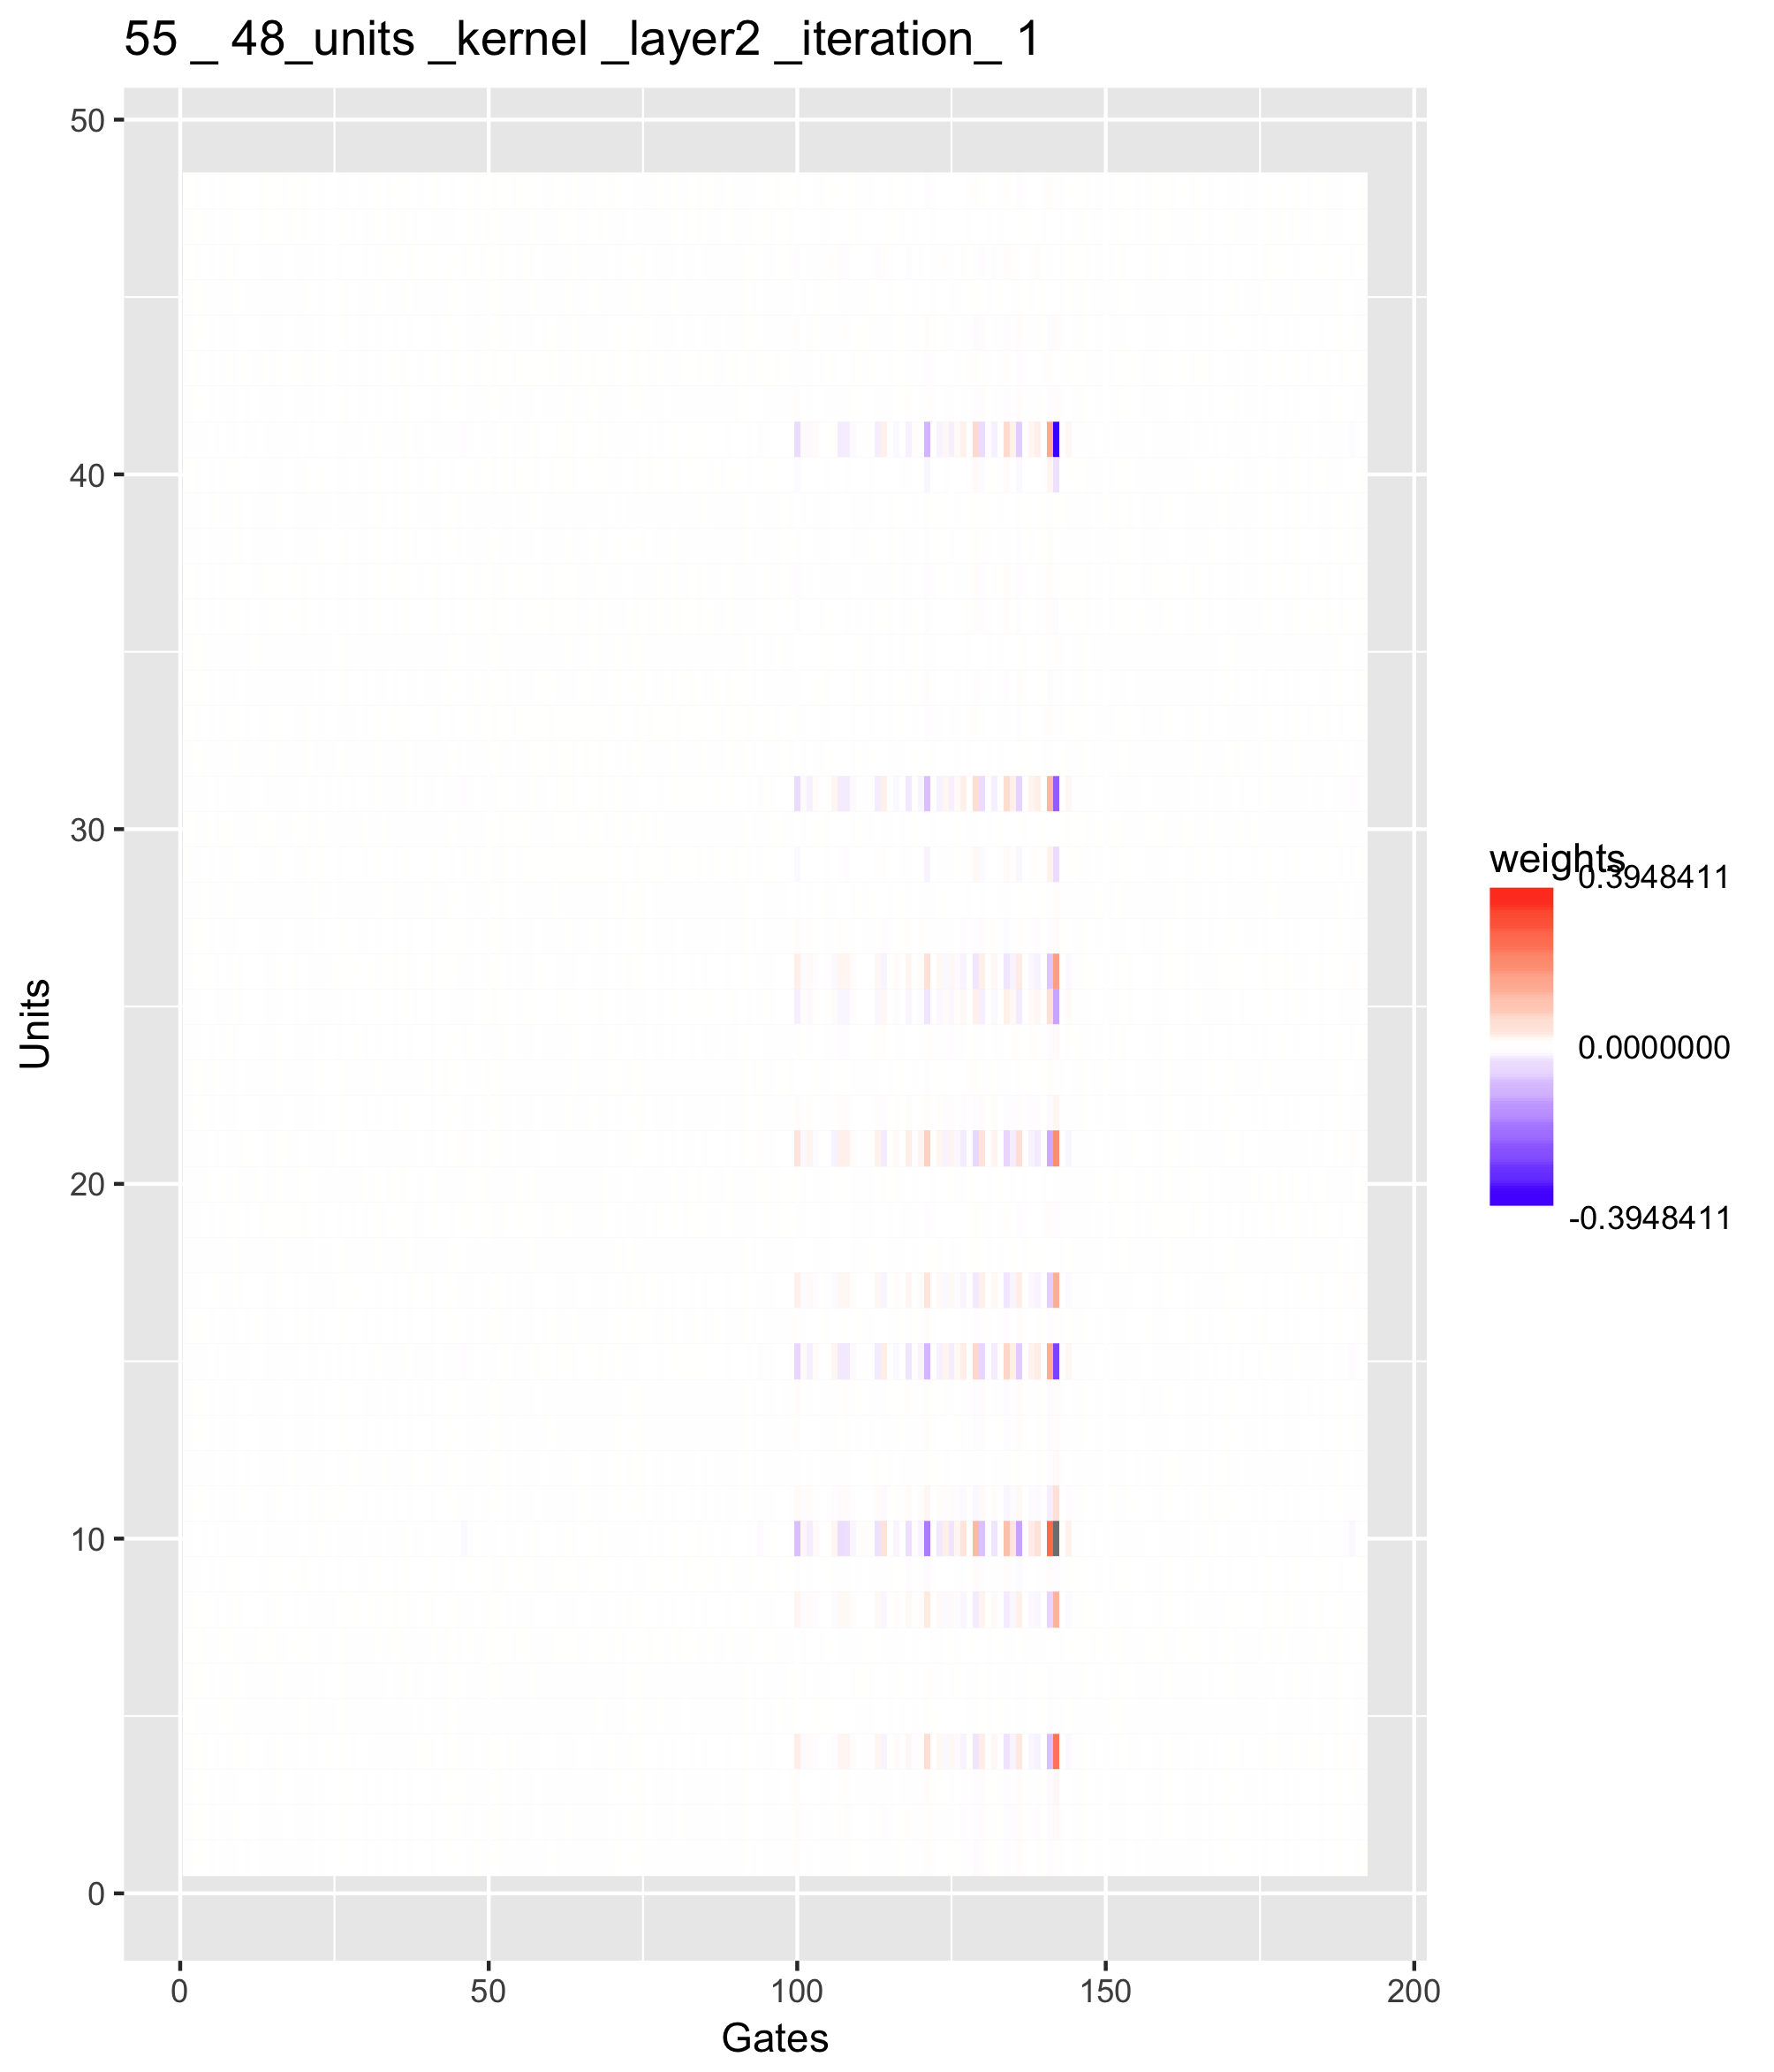 55 _ 48_units _kernel _layer2 _iteration_ 1
50
40
30
20
10
0
Units
0 50 100 150 200
Gates
weights
0.3948411
0.0000000
-0.3948411